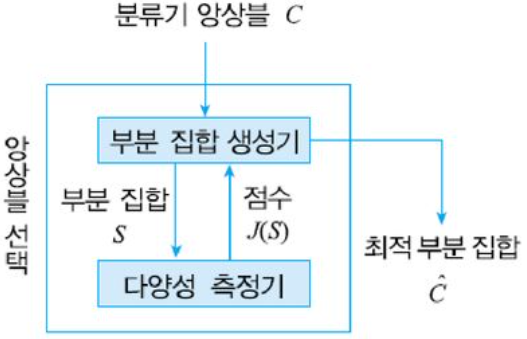 분류기 앙상블 C
부분 집합 생성기
앙상블 선택
부분 집합
S
점수
J(S)
최적 부분 집합
Ĉ
다양성 측정기